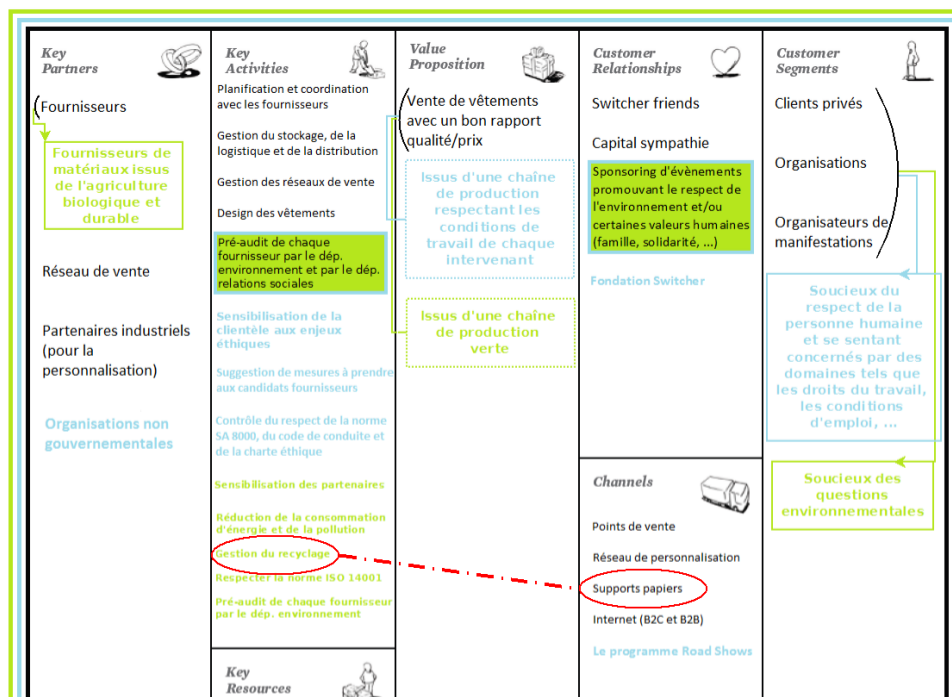 Key
Partners
Fournisseurs
Fournisseurs de
matériaux issus
de l'agriculture
biologique et
durable
Réseau de vente
Partenaires industriels
(pour la
personnalisation)
Organisations non
gouvernementales
Key
Activities
Planification et coordination
avec les fournisseurs
Gestion du stockage, de la
logistique et de la distribution
Gestion des réseaux de vente
Design des vêtements
Pré-audit de chaque
fournisseur par le dép.
environnement et par le dép.
relations sociales
Sensibilisation de la
clientèle aux enjeux
éthiques
Suggestion de mesures à prendre
aux candidats fournisseurs
Contrôle du respect de la norme
SA 8000, du code de conduite et
de la charte éthique
Sensibilisation des partenaires
Réduction de la consommation
d'énergie et de la pollution
Gestion du recyclage
Respecter la norme ISO 14001
Pré-audit de chaque fournisseur
par le dép. environnement
Key
Resources
Value
Proposition
Vente de vêtements
avec un bon rapport
qualité/prix
Issus d'une chaîne
de production
respectant les
conditions de
travail de chaque
intervenant
Issus d'une chaîne
de production
verte
Customer
Relationships
Switcher friends
Capital sympathie
Sponsoring d'évènements
promouvant le respect de
l'environnement et/ou
certaines valeurs humaines
(famille, solidarité, ...)
Fondation Switcher
Channels
Points de vente
Réseau de personnalisation
Supports papiers
Internet (B2C et B2B)
Le programme Road Shows
Customer
Segments
Clients privés
Organisations
Organisateurs de
manifestations
Soucieux du
respect de la
personne humaine
et se sentant
concernés par des
domaines tels que
les droits du travail,
les conditions
d'emploi, ...
Soucieux des
questions
environnementales